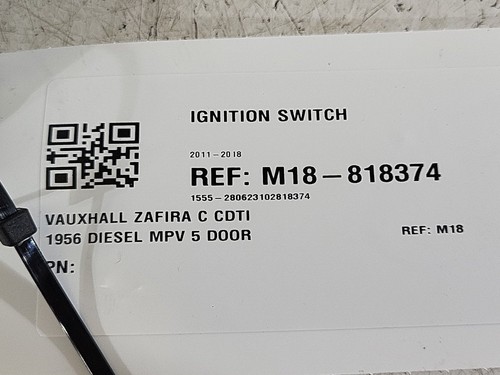 IGNITION SWITCH
2011-2018
REF: M18-818374
1555-280623102818374
VAUXHALL ZAFIRA C CDTI
1956 DIESEL MPV 5 DOOR
REF: M18
PN: